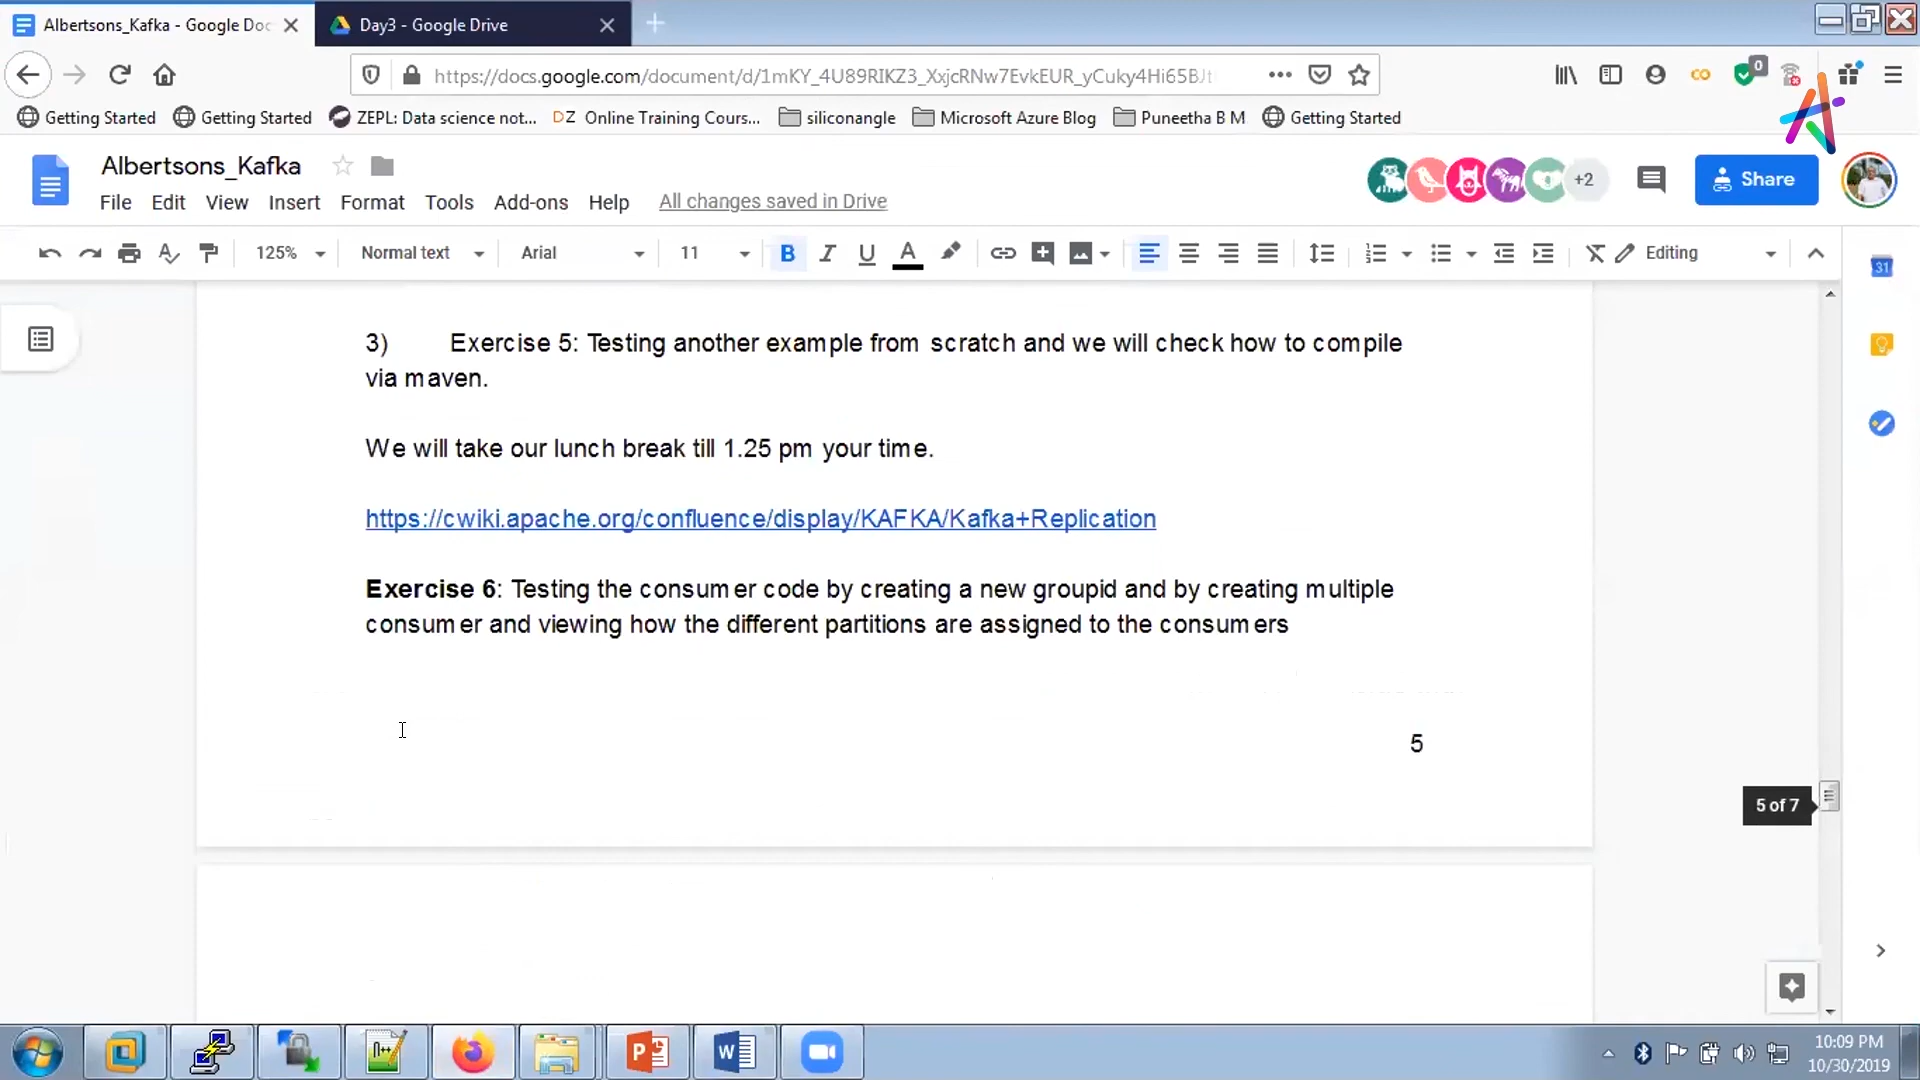 Albertsons_Kafka - Google Doc
Day3 - Google Drive
https://docs.google.com/document/d/1mKY_4U89RIKZ3_XxjcRNw7EvkEUR_yCuky4Hi65BJt
0
Getting Started
Getting Started
ZEPL: Data science not...
DZ Online Training Cours...
siliconangle
Microsoft Azure Blog
Puneetha B M
Getting Started
Albertsons_Kafka
+2
Share
File Edit View Insert Format Tools Add-ons Help All changes saved in Drive
125% Normal text Arial 11 B I U A Editing
31
3) Exercise 5: Testing another example from scratch and we will check how to compile
via maven.
We will take our lunch break till 1.25 pm your time.
https://cwiki.apache.org/confluence/display/KAFKA/Kafka+Replication
Exercise 6: Testing the consumer code by creating a new groupid and by creating multiple
consumer and viewing how the different partitions are assigned to the consumers
5
5 of 7
10:09 PM
10/30/2019